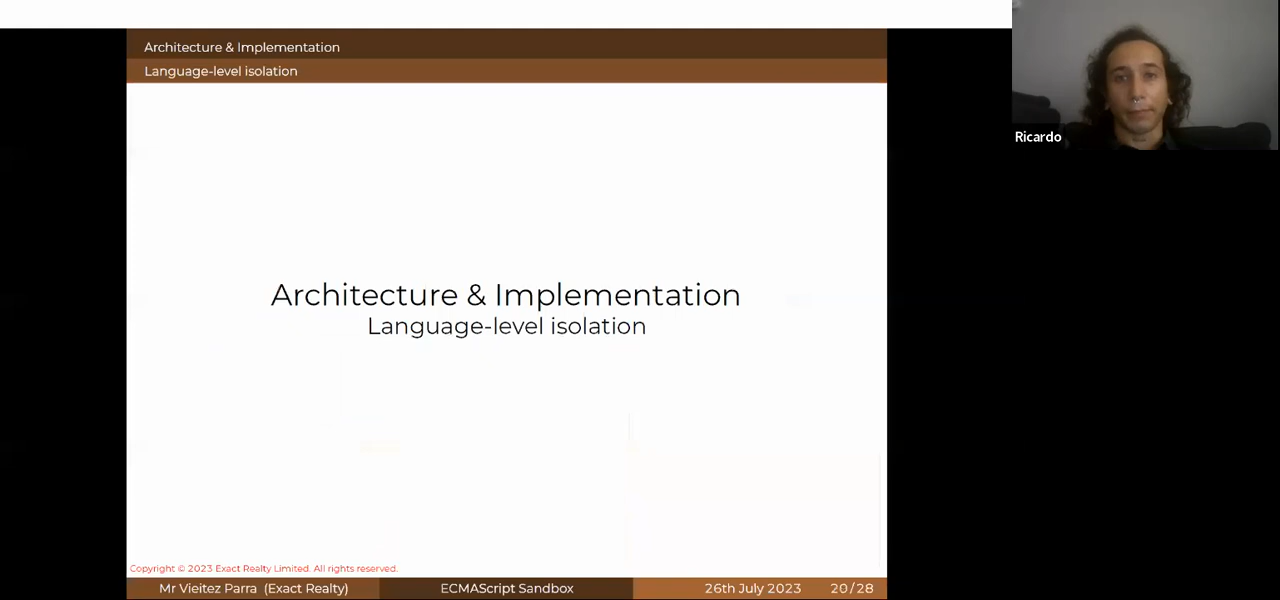 Architecture & Implementation
Language-level isolation
Ricardo
Architecture & Implementation
Language-level isolation
Copyright © 2023 Exact Realty Limited. All rights reserved.
Mr Vieitez Parra (Exact Realty) ECMAScript Sandbox 26th July 2023 20/28